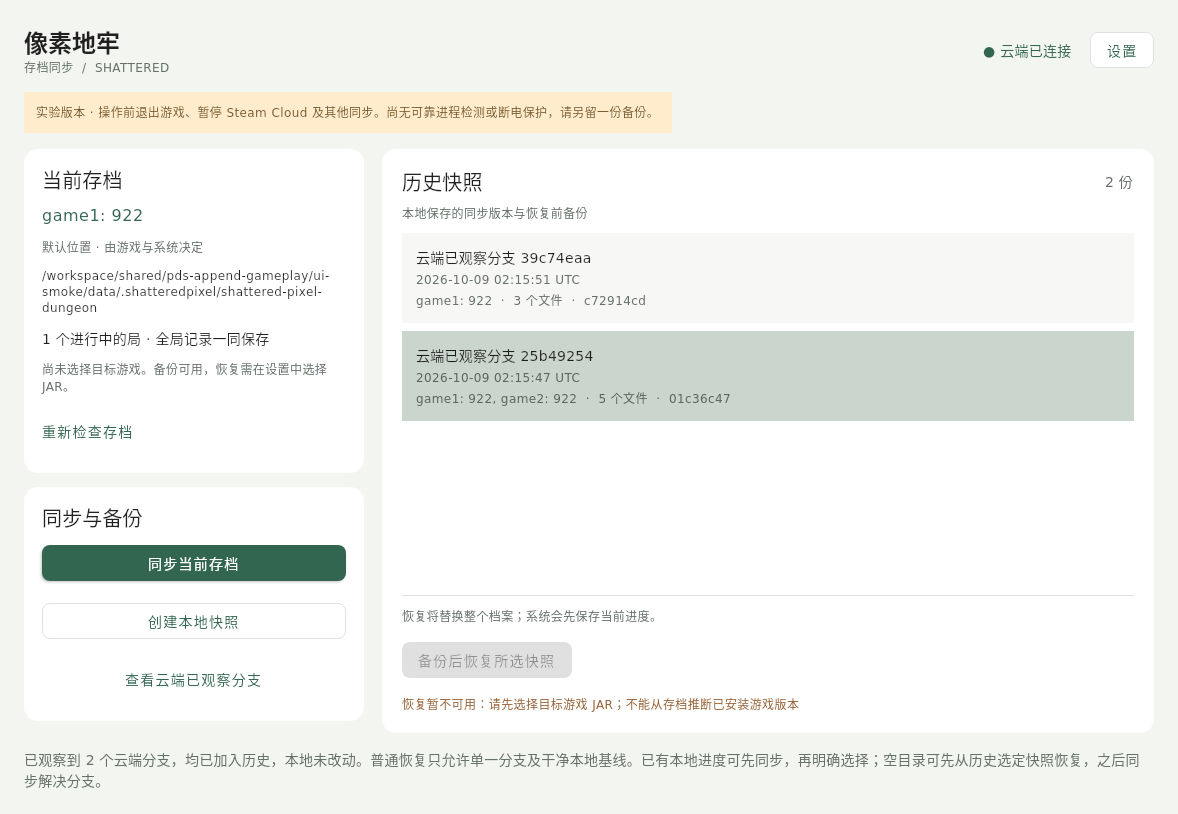 像素地牢
存档同步 / SHATTERED
云端已连接
设置
实验版本 · 操作前退出游戏、暂停 Steam Cloud 及其他同步。尚无可靠进程检测或断电保护，请另留一份备份。
当前存档
game1: 922
默认位置 · 由游戏与系统决定
/workspace/shared/pds-append-gameplay/ui-
smoke/data/.shatteredpixel/shattered-pixel-
dungeon
1 个进行中的局 · 全局记录一同保存
尚未选择目标游戏。备份可用，恢复需在设置中选择
JAR。
重新检查存档
同步与备份
同步当前存档
创建本地快照
查看云端已观察分支
历史快照
2 份
本地保存的同步版本与恢复前备份
云端已观察分支 39c74eaa
2026-10-09 02:15:51 UTC
game1: 922 · 3 个文件 · c72914cd
云端已观察分支 25b49254
2026-10-09 02:15:47 UTC
game1: 922, game2: 922 · 5 个文件 · 01c36c47
恢复将替换整个档案；系统会先保存当前进度。
备份后恢复所选快照
恢复暂不可用：请先选择目标游戏 JAR；不能从存档推断已安装游戏版本
已观察到 2 个云端分支，均已加入历史，本地未改动。普通恢复只允许单一分支及干净本地基线。已有本地进度可先同步，再明确选择；空目录可先从历史选定快照恢复，之后同
步解决分支。